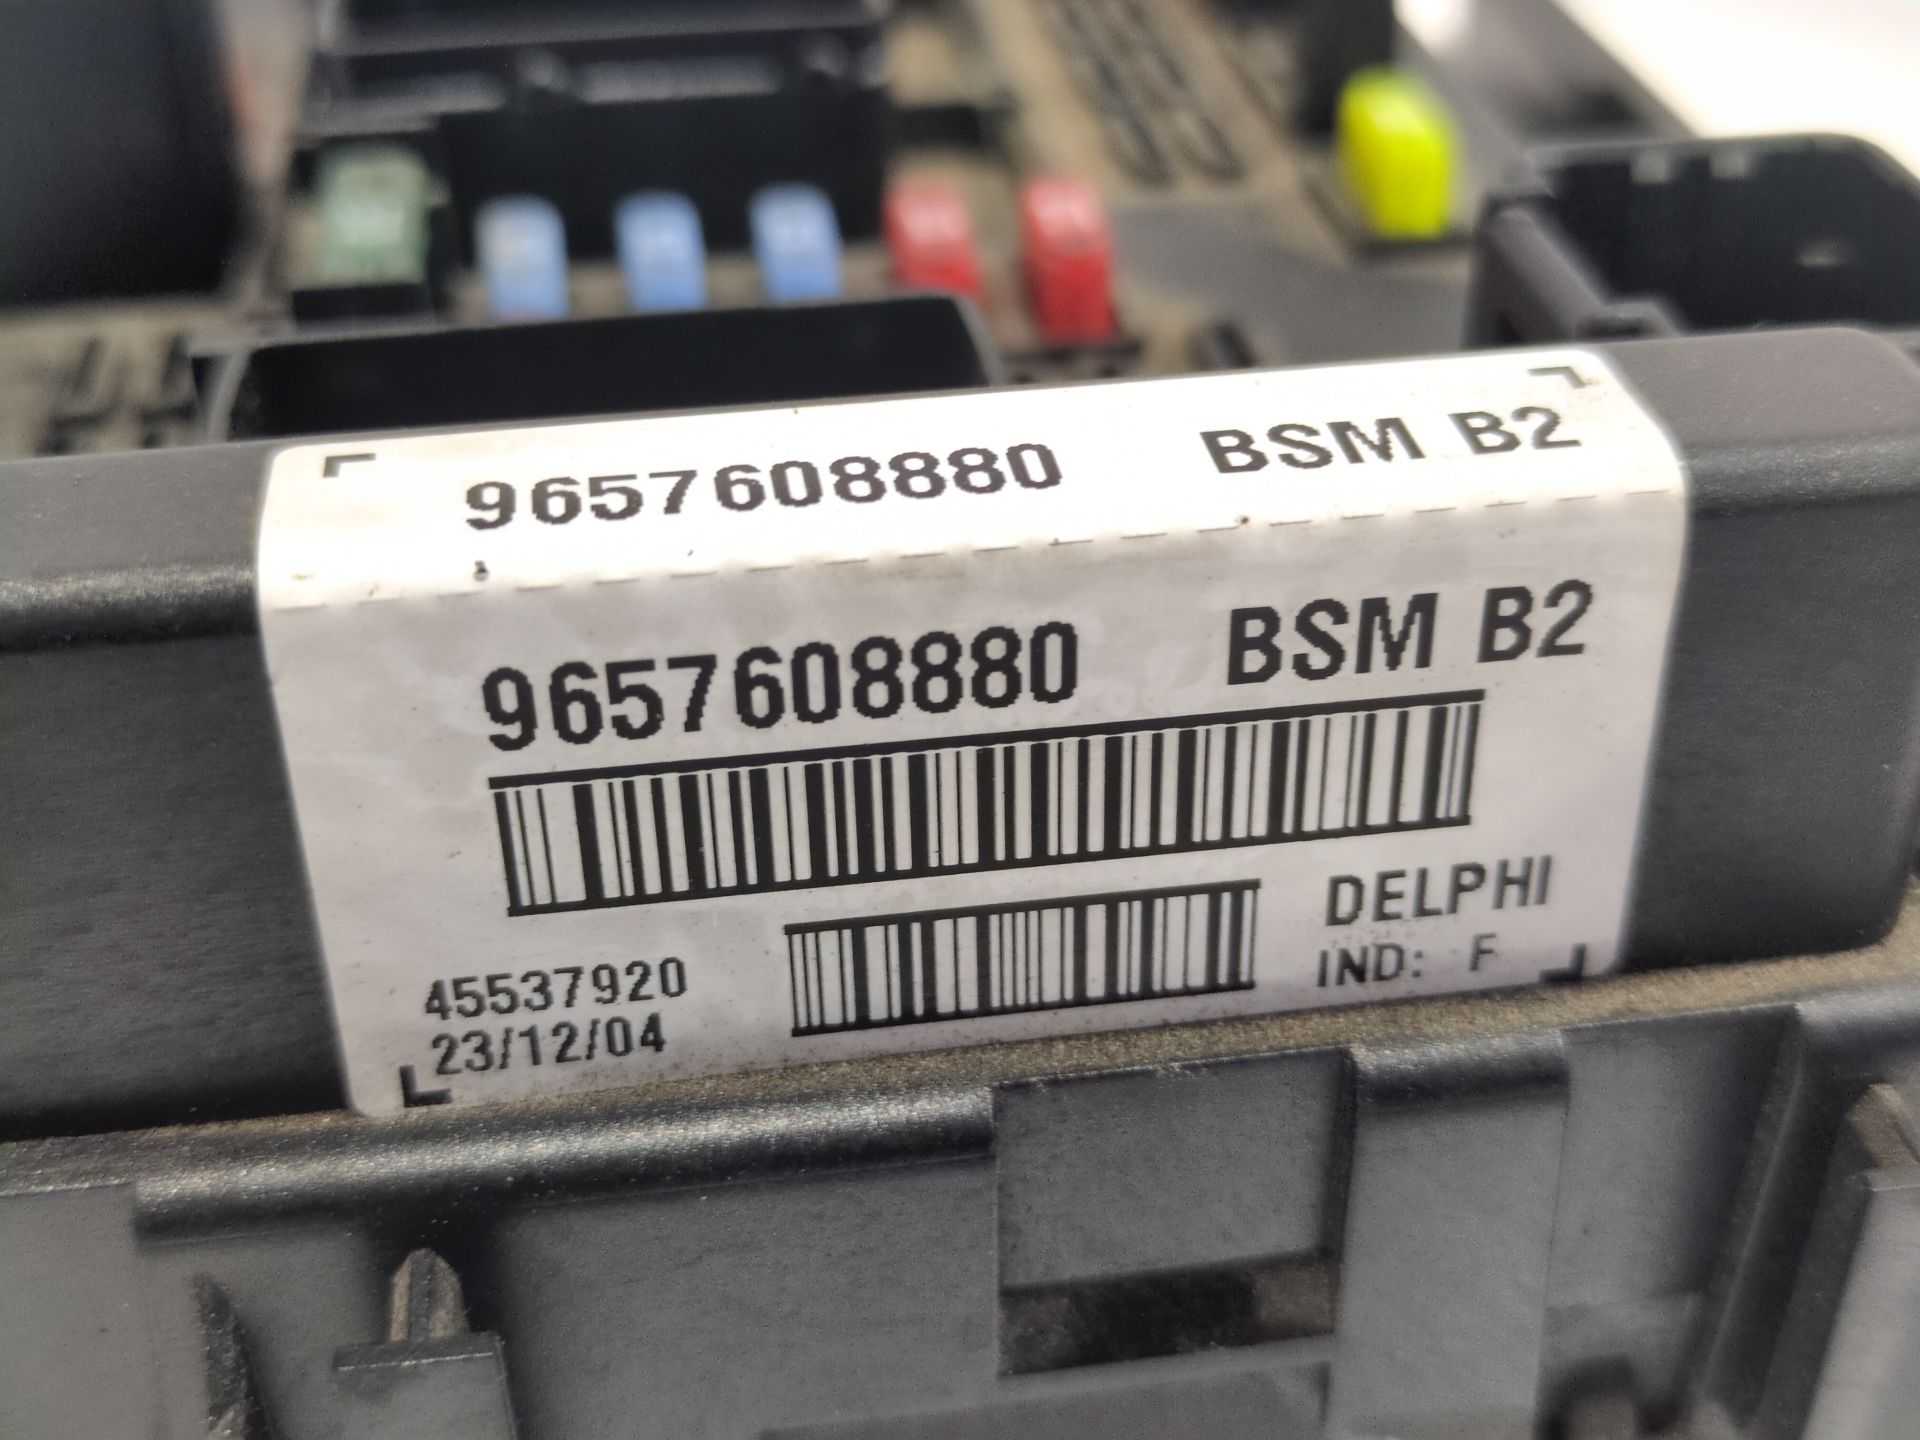 9657608880 BSM B2
9657608880 BSM B2
DELPHI
45537920 IND: F
23/12/04